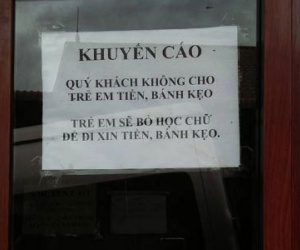 KHUYẾN CÁO
QUÝ KHÁCH KHÔNG CHO
TRẺ EM TIỀN, BÁNH KẸO
TRẺ EM SẼ BỎ HỌC CHỮ
ĐỂ ĐI XIN TIỀN, BÁNH KẸO.